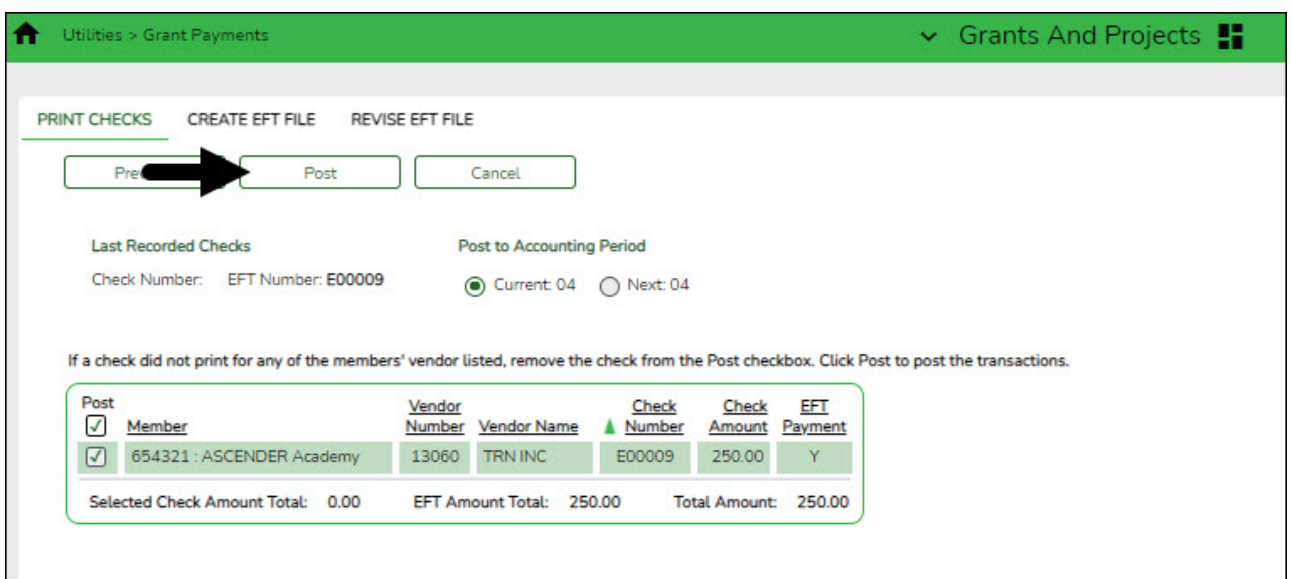 Utilities > Grant Payments
Grants And Projects
PRINT CHECKS CREATE EFT FILE REVISE EFT FILE
Post Cancel
Last Recorded Checks Post to Accounting Period
Check Number: EFT Number: E00009 Current: 04 Next: 04
If a check did not print for any of the members' vendor listed, remove the check from the Post checkbox. Click Post to post the transactions.
Post Vendor Check Check EFT
Member Number Vendor Name Number Amount Payment
654321 : ASCENDER Academy 13060 TRN INC E00009 250.00 Y
Selected Check Amount Total: 0.00 EFT Amount Total: 250.00 Total Amount: 250.00